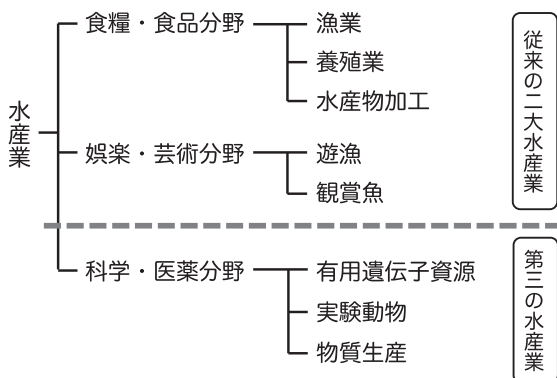 水産業
食糧・食品分野
漁業
養殖業
水産物加工
娯楽・芸術分野
遊漁
観賞魚
従来の二大水産業
科学・医薬分野
有用遺伝子資源
実験動物
物質生産
第三の水産業